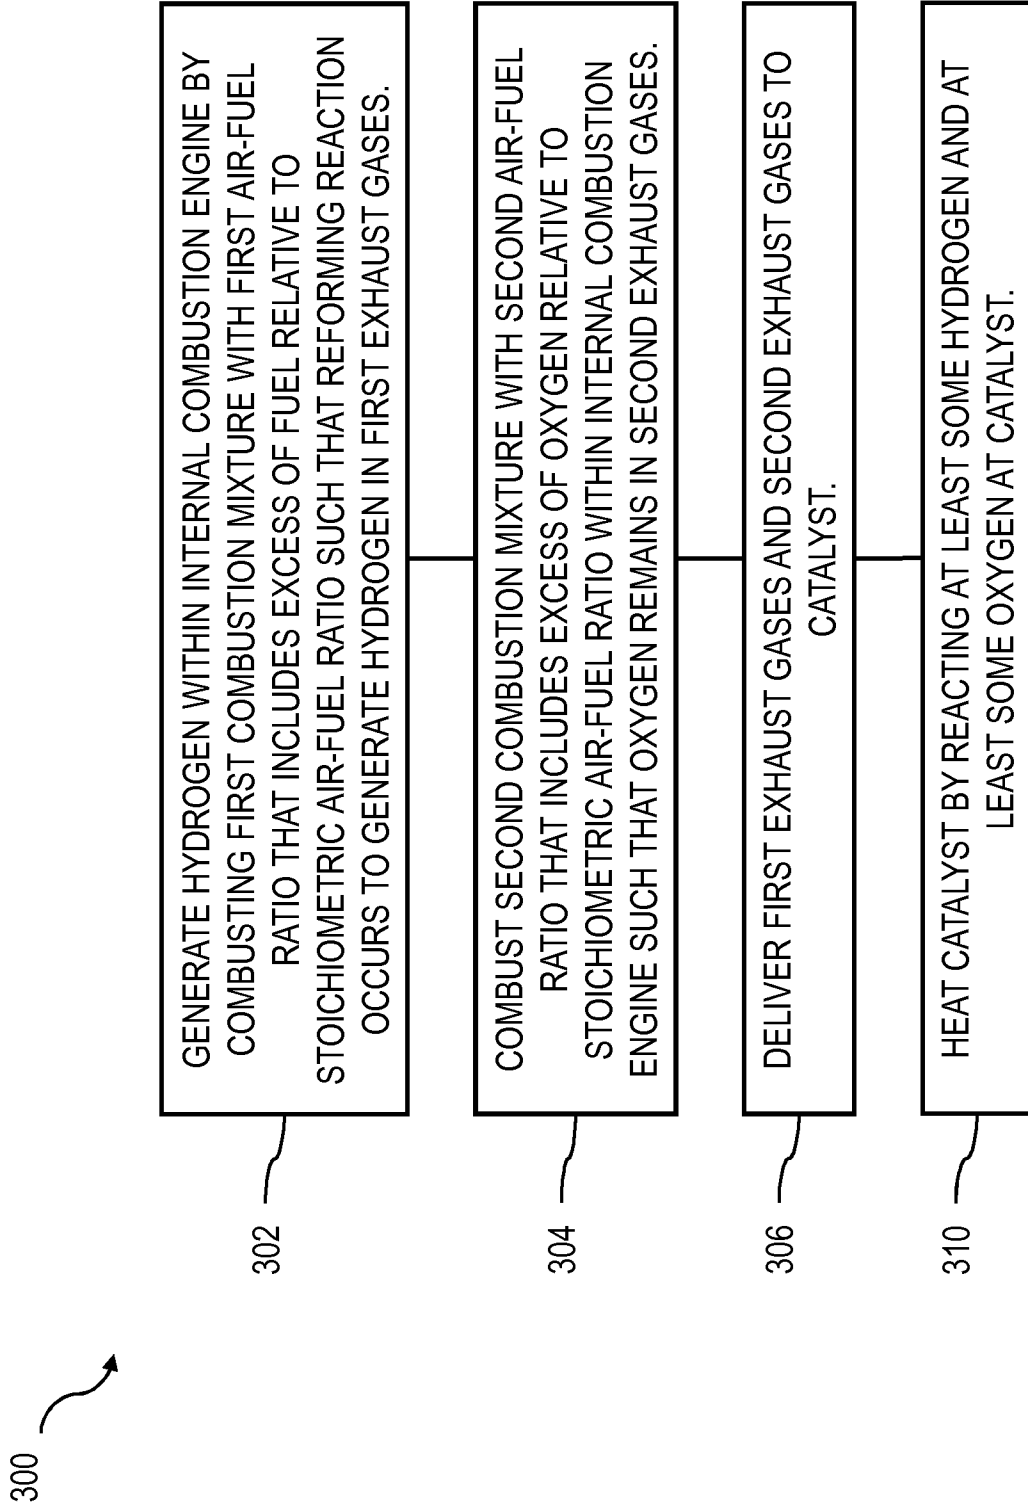 300
302
GENERATE HYDROGEN WITHIN INTERNAL COMBUSTION ENGINE BY
COMBUSTING FIRST COMBUSTION MIXTURE WITH FIRST AIR-FUEL
RATIO THAT INCLUDES EXCESS OF FUEL RELATIVE TO
STOICHIOMETRIC AIR-FUEL RATIO SUCH THAT REFORMING REACTION
OCCURS TO GENERATE HYDROGEN IN FIRST EXHAUST GASES.
304
COMBUST SECOND COMBUSTION MIXTURE WITH SECOND AIR-FUEL
RATIO THAT INCLUDES EXCESS OF OXYGEN RELATIVE TO
STOICHIOMETRIC AIR-FUEL RATIO WITHIN INTERNAL COMBUSTION
ENGINE SUCH THAT OXYGEN REMAINS IN SECOND EXHAUST GASES.
306
DELIVER FIRST EXHAUST GASES AND SECOND EXHAUST GASES TO
CATALYST.
310
HEAT CATALYST BY REACTING AT LEAST SOME HYDROGEN AND AT
LEAST SOME OXYGEN AT CATALYST.